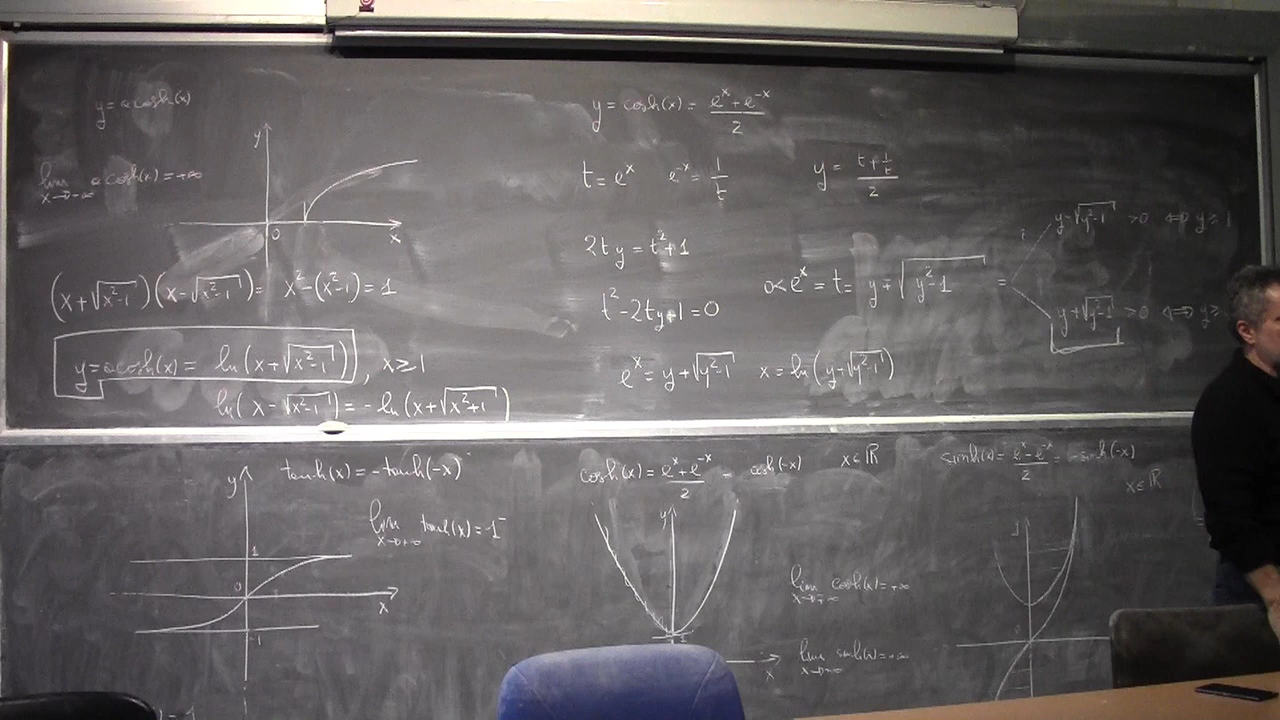 y = acosh(x)
y
lim acosh(x) = +∞
x→+∞
0
x
(x+√(x²-1))(x-√(x²-1)) = x²-(x²-1) = 1
y = acosh(x) = ln(x+√(x²-1)), x ≥ 1
ln(x-√(x²-1)) = -ln(x+√(x²+1))
y = cosh(x) = (eˣ+e⁻ˣ)/2
t = eˣ e⁻ˣ = 1/t y = (t+1/t)/2
2ty = t²+1
t²-2ty+1 = 0
0 < eˣ = t = y+√(y²-1) =
y-√(y²-1) > 0 ⇔ y ≥ 1
y+√(y²-1) > 0 ⇔ y ≥
eˣ = y+√(y²-1) x = ln(y+√(y²-1))
y
tanh(x) = -tanh(-x)
lim tanh(x) = 1⁻
x→+∞
1
0
x
-1
cosh(x) = (eˣ+e⁻ˣ)/2 = cosh(-x) x∈ℝ
y
1
lim cosh(x) = +∞
x→+∞
x
lim sinh(x) = +∞
x→+∞
sinh(x) = (eˣ-e⁻ˣ)/2 = -sinh(-x)
x∈ℝ
0